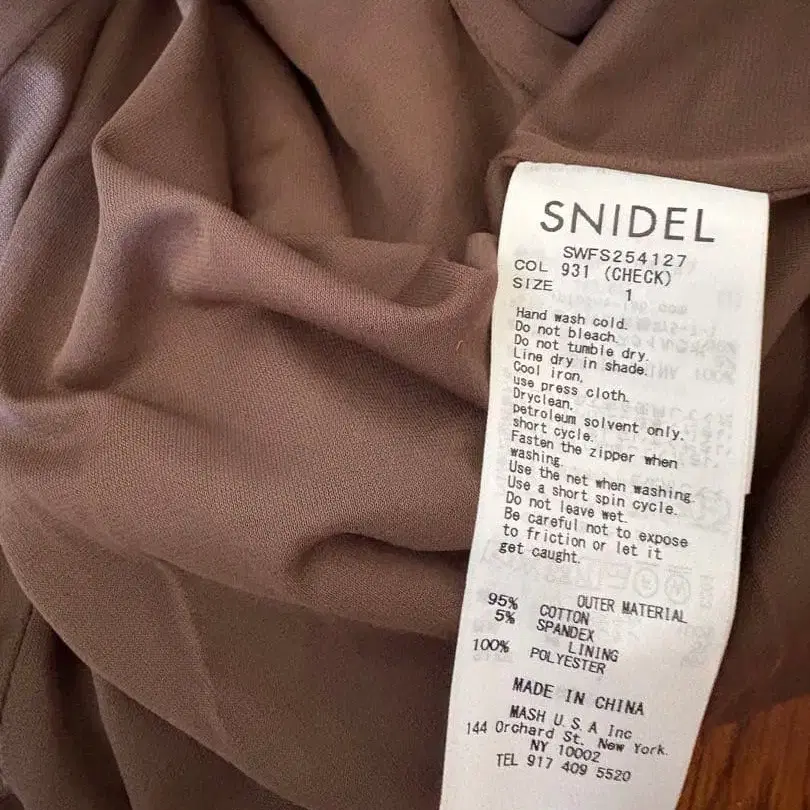 SNIDEL
SWFS254127
COL 931 (CHECK)
SIZE 1
Hand wash cold.
Do not bleach.
Do not tumble dry.
Line dry in shade.
Cool iron,
use press cloth.
Dryclean,
petroleum solvent only.
short cycle.
Fasten the zipper when
washing.
Use the net when washing.
Use a short spin cycle.
Do not leave wet.
Be careful not to expose
to friction or let it
get caught.
OUTER MATERIAL
95% COTTON
5% SPANDEX
LINING
100% POLYESTER
MADE IN CHINA
MASH U.S.A Inc
144 Orchard St. New York.
NY 10002
TEL 917 409 5520